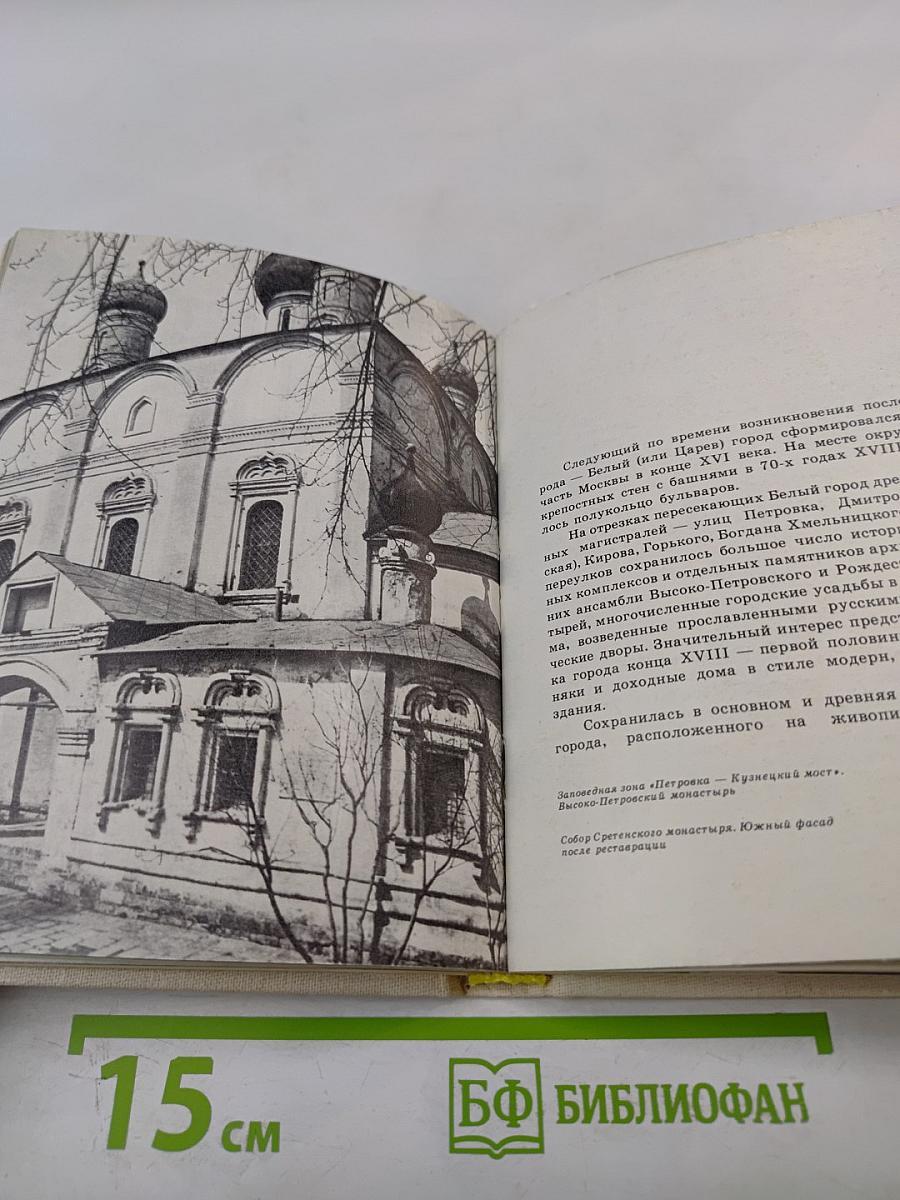 Следующий по времени возникновения после
рода — Белый (или Царев) город сформировался
часть Москвы в конце XVI века. На месте окру
крепостных стен с башнями в 70-х годах XVIII
лось полукольцо бульваров.
На отрезках пересекающих Белый город дре
ных магистралей — улиц Петровка, Дмитро
ская), Кирова, Горького, Богдана Хмельницкого
переулков сохранилось большое число истори
ных комплексов и отдельных памятников арх
них ансамбли Высоко-Петровского и Рождест
тырей, многочисленные городские усадьбы в
ма, возведенные прославленными русским
ческие дворы. Значительный интерес предст
ка города конца XVIII — первой половин
няки и доходные дома в стиле модерн,
здания.
Сохранилась в основном и древняя
города, расположенного на живопи
Заповедная зона «Петровка — Кузнецкий мост».
Высоко-Петровский монастырь
Собор Сретенского монастыря. Южный фасад
после реставрации
15 см
БФ БИБЛИОФАН